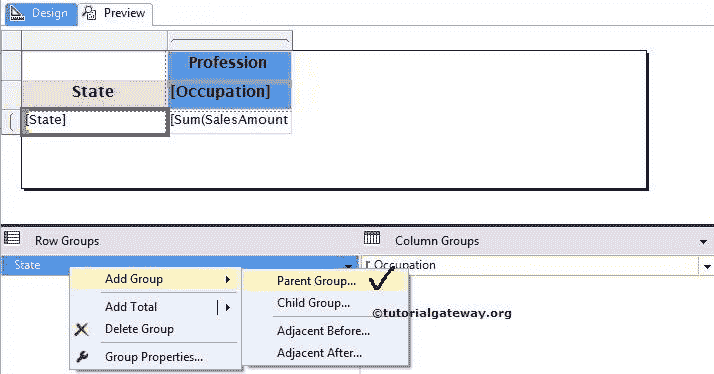 Design Preview
Profession
State [Occupation]
[State] [Sum(SalesAmount
Row Groups Column Groups
State Occupation
Add Group Parent Group...
Child Group...
Add Total
©tutorialgateway.org
Delete Group Adjacent Before...
Group Properties... Adjacent After...